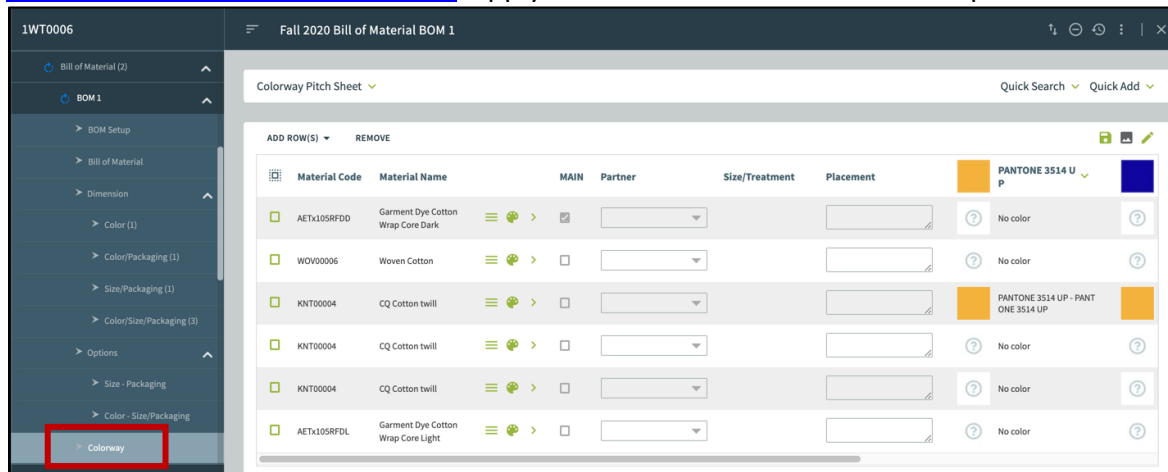 1WT0006
Fall 2020 Bill of Material BOM 1
Bill of Material (2)
BOM 1
BOM Setup
Bill of Material
Dimension
Color (1)
Color/Packaging (1)
Size/Packaging (1)
Color/Size/Packaging (3)
Options
Size - Packaging
Color - Size/Packaging
Colorway
Colorway Pitch Sheet
Quick Search Quick Add
ADD ROW(S) REMOVE
Material Code Material Name MAIN Partner Size/Treatment Placement PANTONE 3514 U
P
AETx105RFDD Garment Dye Cotton
Wrap Core Dark No color
WOV00006 Woven Cotton No color
KNT00004 CQ Cotton twill PANTONE 3514 UP - PANT
ONE 3514 UP
KNT00004 CQ Cotton twill No color
KNT00004 CQ Cotton twill No color
AETx105RFDL Garment Dye Cotton
Wrap Core Light No color